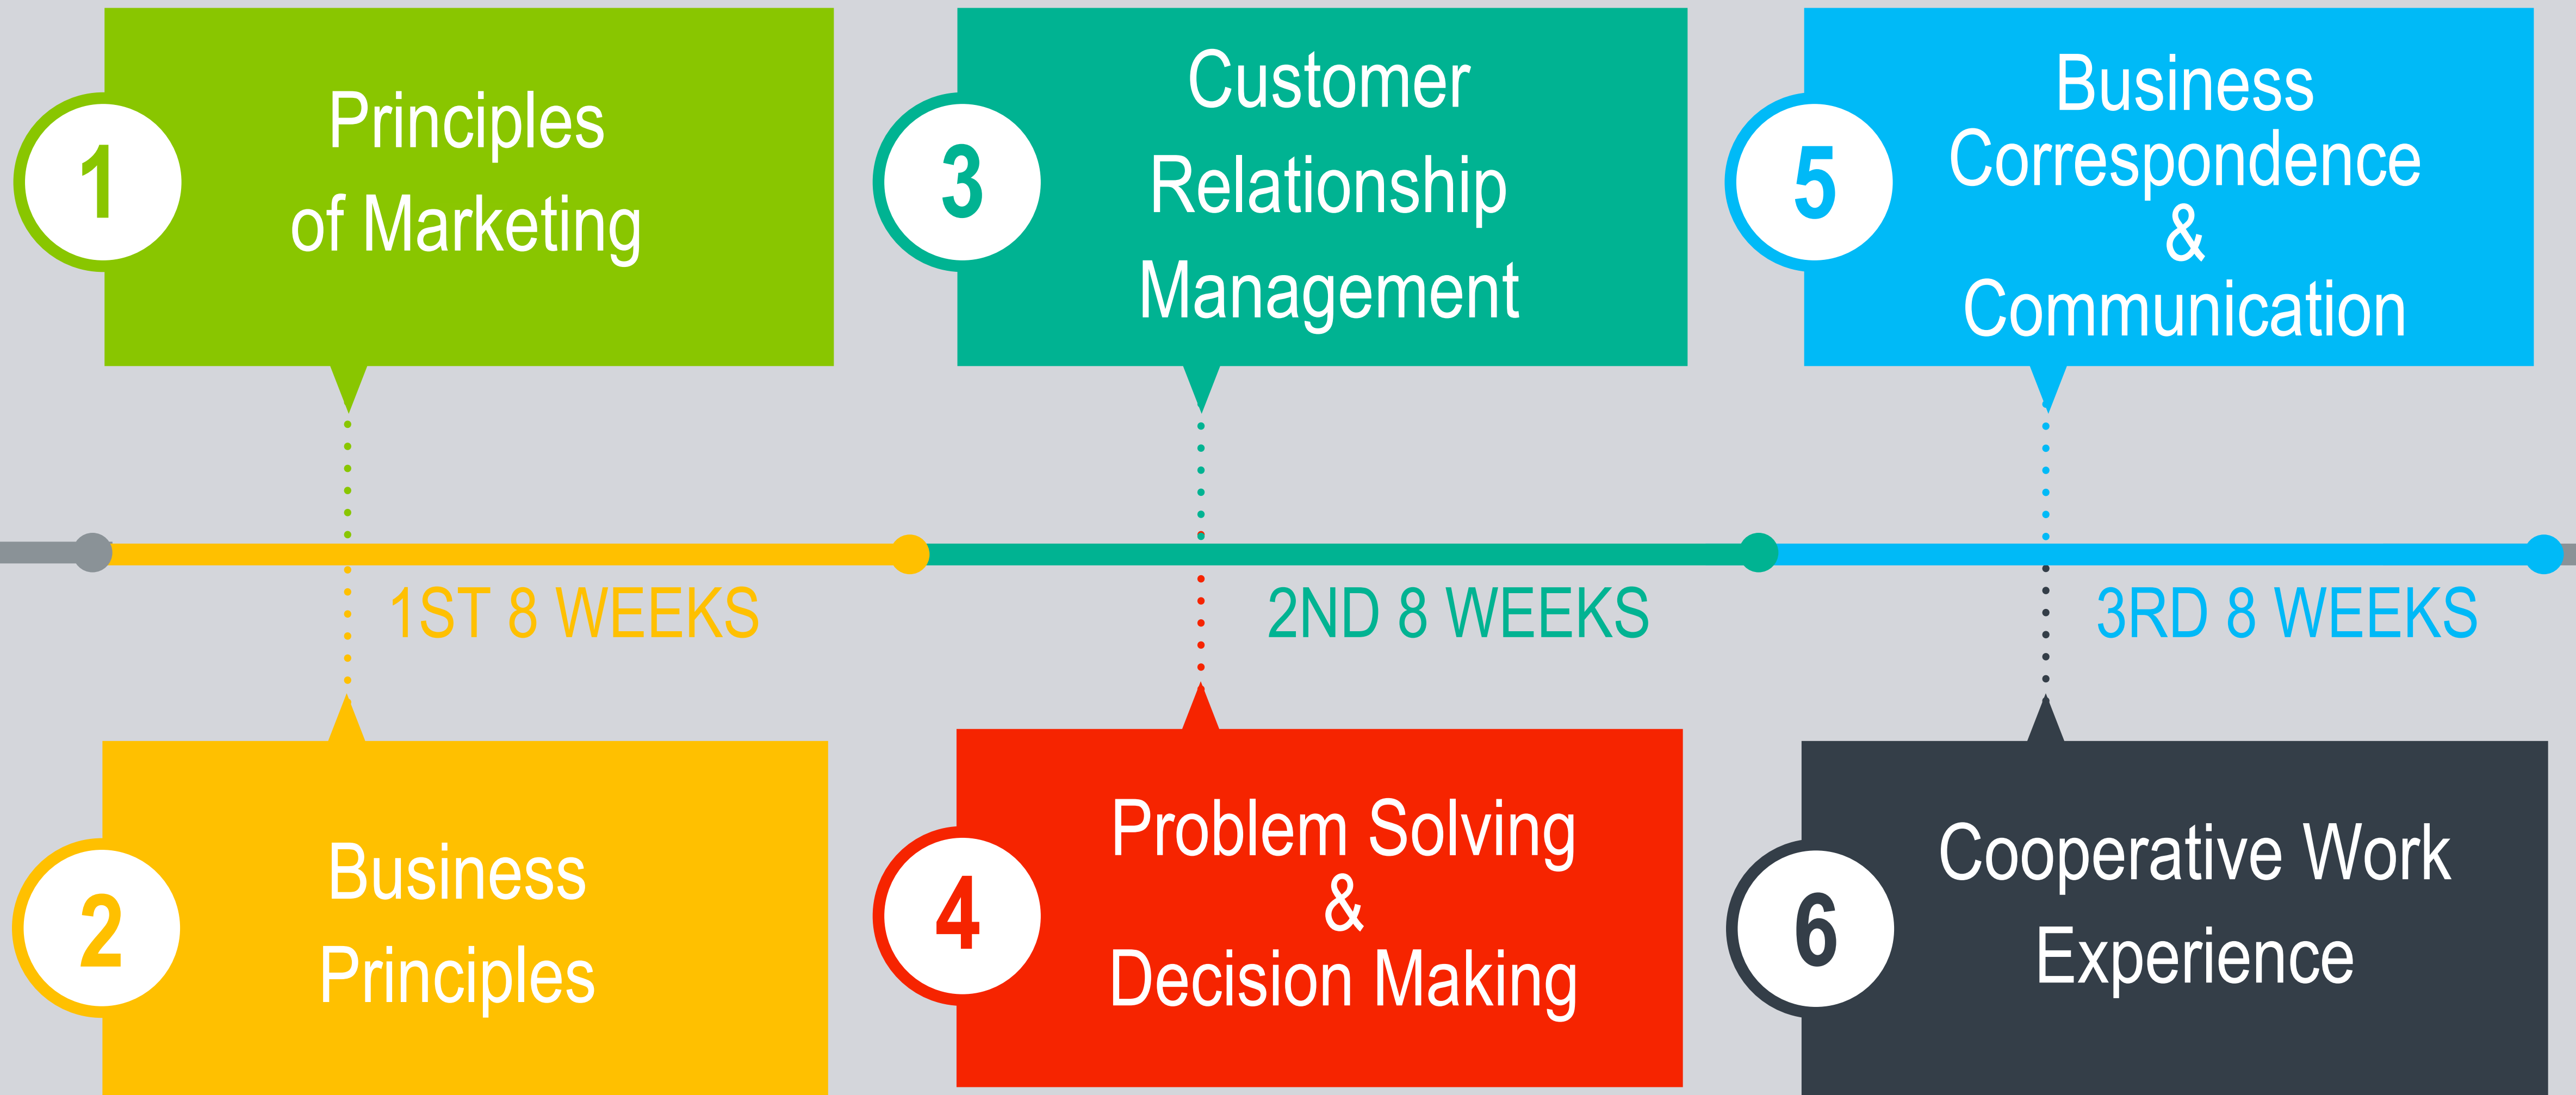 1
Principles
of Marketing
3
Customer
Relationship
Management
5
Business
Correspondence
&
Communication
1ST 8 WEEKS
2ND 8 WEEKS
3RD 8 WEEKS
2
Business
Principles
4
Problem Solving
&
Decision Making
6
Cooperative Work
Experience